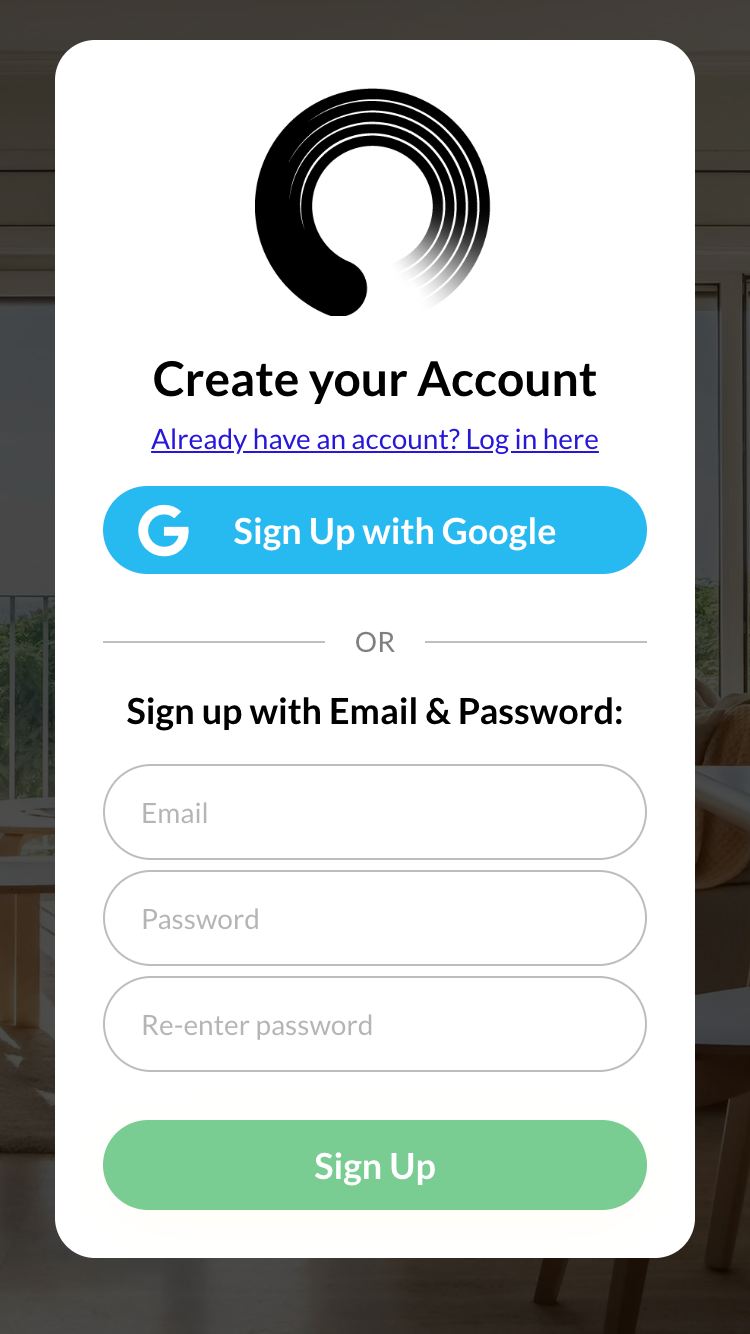 Create your Account
Already have an account? Log in here
Sign Up with Google
OR
Sign up with Email & Password:
Email
Password
Re-enter password
Sign Up